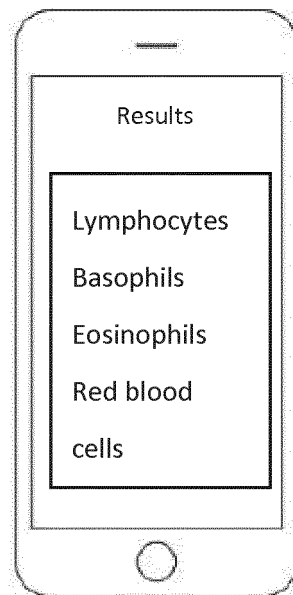 Results
Lymphocytes
Basophils
Eosinophils
Red blood
cells